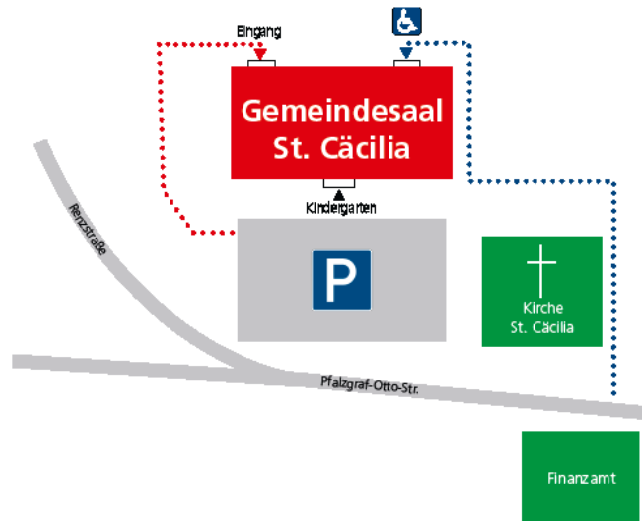 Eingang
Gemeindesaal
St. Cäcilia
Kindergarten
Renzstraße
P
Kirche
St. Cäcilia
Pfalzgraf-Otto-Str.
Finanzamt